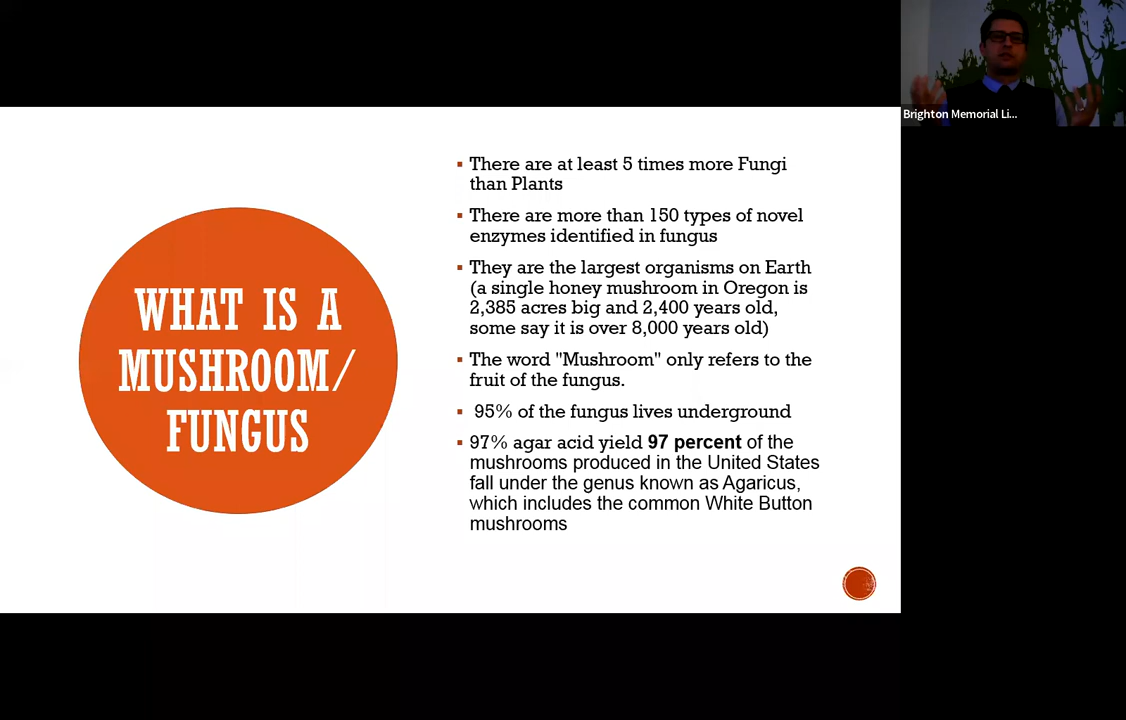 Brighton Memorial Li...
WHAT IS A
MUSHROOM/
FUNGUS
▪ There are at least 5 times more Fungi
than Plants
▪ There are more than 150 types of novel
enzymes identified in fungus
▪ They are the largest organisms on Earth
(a single honey mushroom in Oregon is
2,385 acres big and 2,400 years old,
some say it is over 8,000 years old)
▪ The word "Mushroom" only refers to the
fruit of the fungus.
▪ 95% of the fungus lives underground
▪ 97% agar acid yield 97 percent of the
mushrooms produced in the United States
fall under the genus known as Agaricus,
which includes the common White Button
mushrooms